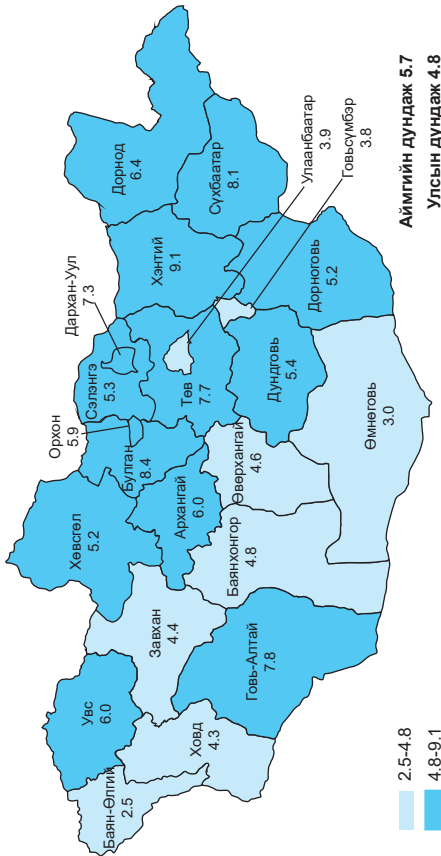 Баян-Өлгий
2.5
Увс
6.0
Ховд
4.3
Завхан
4.4
Говь-Алтай
7.8
Хөвсгөл
5.2
Баянхонгор
4.8
Архангай
6.0
Орхон
5.9
Булган
8.4
Өвөрхангай
4.6
Сэлэнгэ
5.3
Дархан-Уул
7.3
Төв
7.7
Дундговь
5.4
Өмнөговь
3.0
Хэнтий
9.1
Дорноговь
5.2
Дорнод
6.4
Сүхбаатар
8.1
Улаанбаатар
3.9
Говьсүмбэр
3.8
Аймгийн дундаж 5.7
Улсын дундаж 4.8
2.5-4.8
4.8-9.1